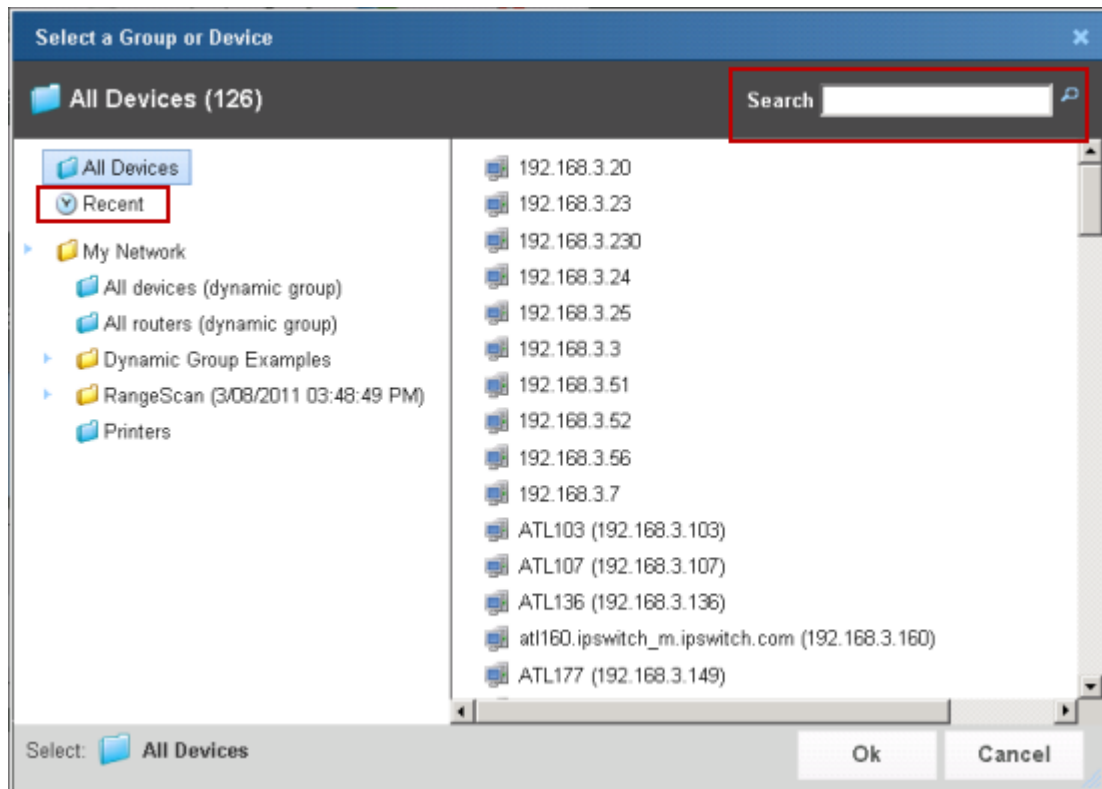 Select a Group or Device
All Devices (126)
Search
All Devices
Recent
My Network
All devices (dynamic group)
All routers (dynamic group)
Dynamic Group Examples
RangeScan (3/08/2011 03:48:49 PM)
Printers
192.168.3.20
192.168.3.23
192.168.3.230
192.168.3.24
192.168.3.25
192.168.3.3
192.168.3.51
192.168.3.52
192.168.3.56
192.168.3.7
ATL103 (192.168.3.103)
ATL107 (192.168.3.107)
ATL136 (192.168.3.136)
atl160.ipswitch_m.ipswitch.com (192.168.3.160)
ATL177 (192.168.3.149)
Select: All Devices
Ok
Cancel